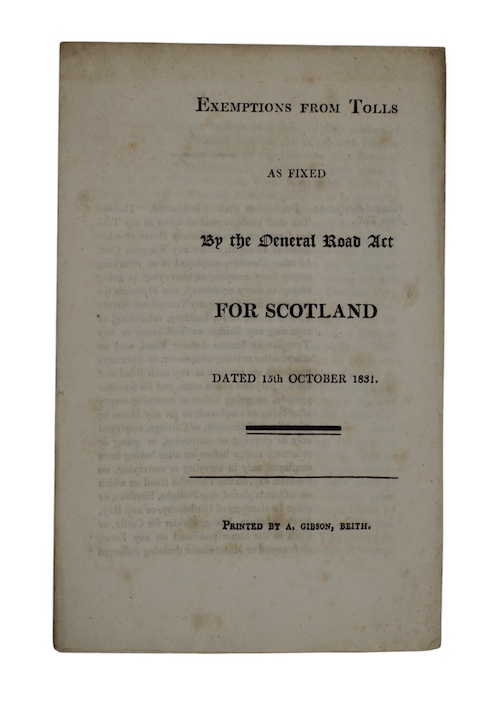 EXEMPTIONS FROM TOLLS
AS FIXED
By the General Road Act
FOR SCOTLAND
DATED 15th OCTOBER 1831.
PRINTED BY A. GIBSON, BEITH.